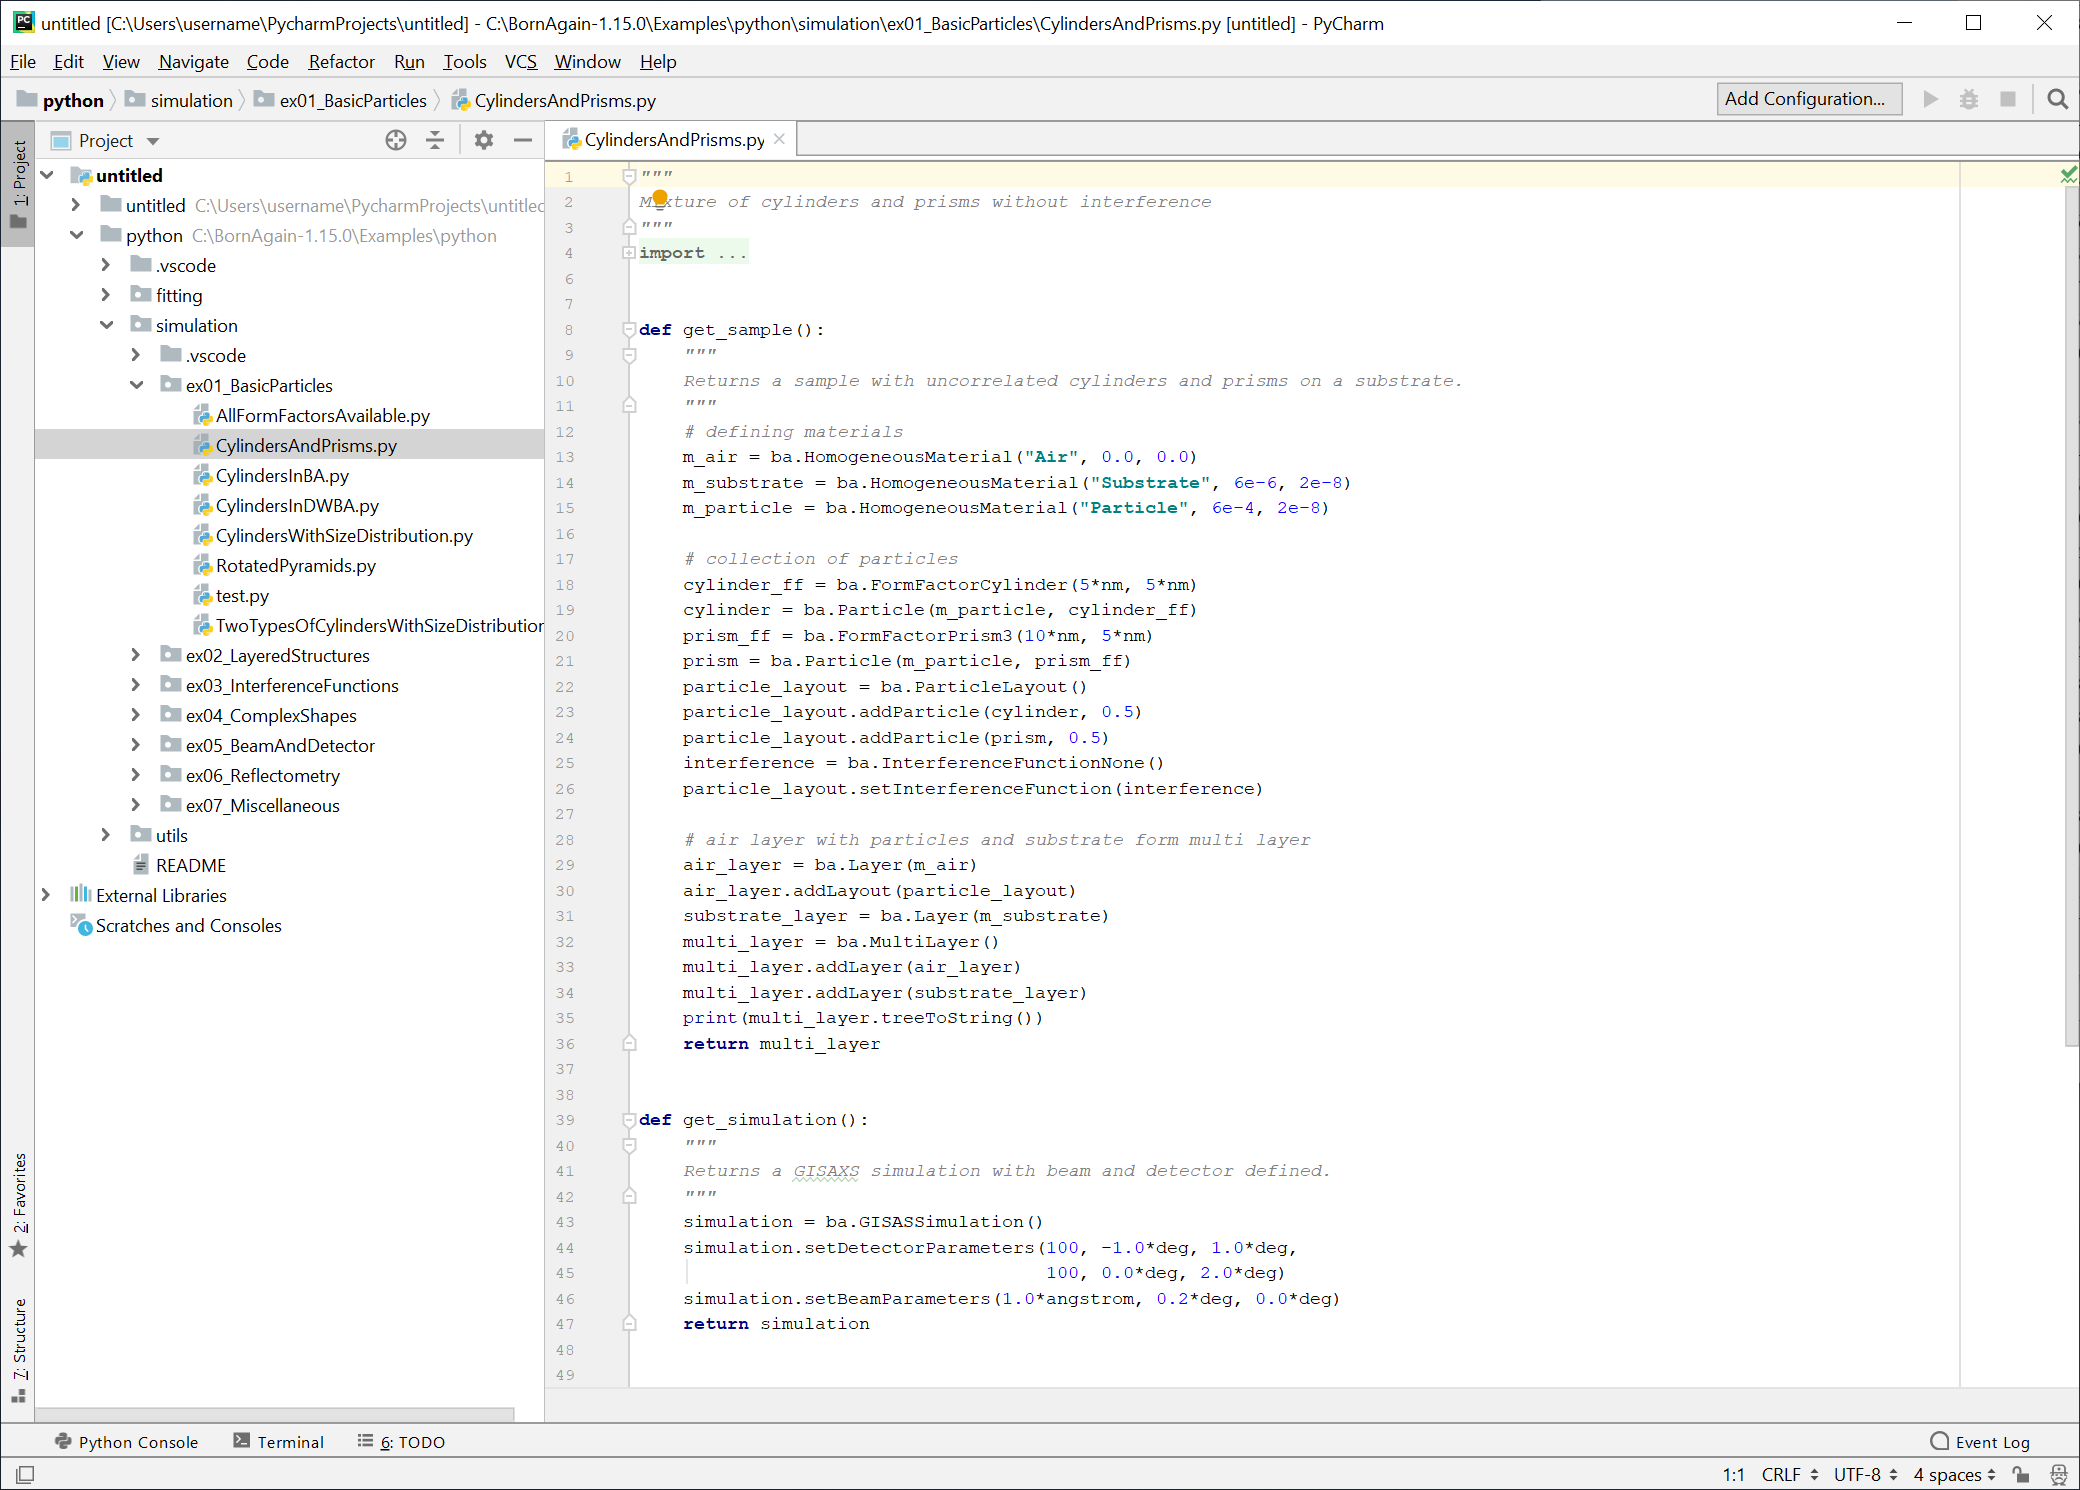 untitled [C:\Users\username\PycharmProjects\untitled] - C:\BornAgain-1.15.0\Examples\python\simulation\ex01_BasicParticles\CylindersAndPrisms.py [untitled] - PyCharm
File Edit View Navigate Code Refactor Run Tools VCS Window Help
python simulation ex01_BasicParticles CylindersAndPrisms.py Add Configuration...
1: Project
2: Favorites
7: Structure
Project
untitled
untitled C:\Users\username\PycharmProjects\untitled
python C:\BornAgain-1.15.0\Examples\python
.vscode
fitting
simulation
.vscode
ex01_BasicParticles
AllFormFactorsAvailable.py
CylindersAndPrisms.py
CylindersInBA.py
CylindersInDWBA.py
CylindersWithSizeDistribution.py
RotatedPyramids.py
test.py
TwoTypesOfCylindersWithSizeDistribution
ex02_LayeredStructures
ex03_InterferenceFunctions
ex04_ComplexShapes
ex05_BeamAndDetector
ex06_Reflectometry
ex07_Miscellaneous
utils
README
External Libraries
Scratches and Consoles
CylindersAndPrisms.py
1 """
2 Mixture of cylinders and prisms without interference
3 """
4 import ...
6
7
8 def get_sample():
9     """
10     Returns a sample with uncorrelated cylinders and prisms on a substrate.
11     """
12     # defining materials
13     m_air = ba.HomogeneousMaterial("Air", 0.0, 0.0)
14     m_substrate = ba.HomogeneousMaterial("Substrate", 6e-6, 2e-8)
15     m_particle = ba.HomogeneousMaterial("Particle", 6e-4, 2e-8)
16
17     # collection of particles
18     cylinder_ff = ba.FormFactorCylinder(5*nm, 5*nm)
19     cylinder = ba.Particle(m_particle, cylinder_ff)
20     prism_ff = ba.FormFactorPrism3(10*nm, 5*nm)
21     prism = ba.Particle(m_particle, prism_ff)
22     particle_layout = ba.ParticleLayout()
23     particle_layout.addParticle(cylinder, 0.5)
24     particle_layout.addParticle(prism, 0.5)
25     interference = ba.InterferenceFunctionNone()
26     particle_layout.setInterferenceFunction(interference)
27
28     # air layer with particles and substrate form multi layer
29     air_layer = ba.Layer(m_air)
30     air_layer.addLayout(particle_layout)
31     substrate_layer = ba.Layer(m_substrate)
32     multi_layer = ba.MultiLayer()
33     multi_layer.addLayer(air_layer)
34     multi_layer.addLayer(substrate_layer)
35     print(multi_layer.treeToString())
36     return multi_layer
37
38
39 def get_simulation():
40     """
41     Returns a GISAXS simulation with beam and detector defined.
42     """
43     simulation = ba.GISASSimulation()
44     simulation.setDetectorParameters(100, -1.0*deg, 1.0*deg,
45                                      100, 0.0*deg, 2.0*deg)
46     simulation.setBeamParameters(1.0*angstrom, 0.2*deg, 0.0*deg)
47     return simulation
48
49
Python Console Terminal 6: TODO Event Log
1:1 CRLF UTF-8 4 spaces